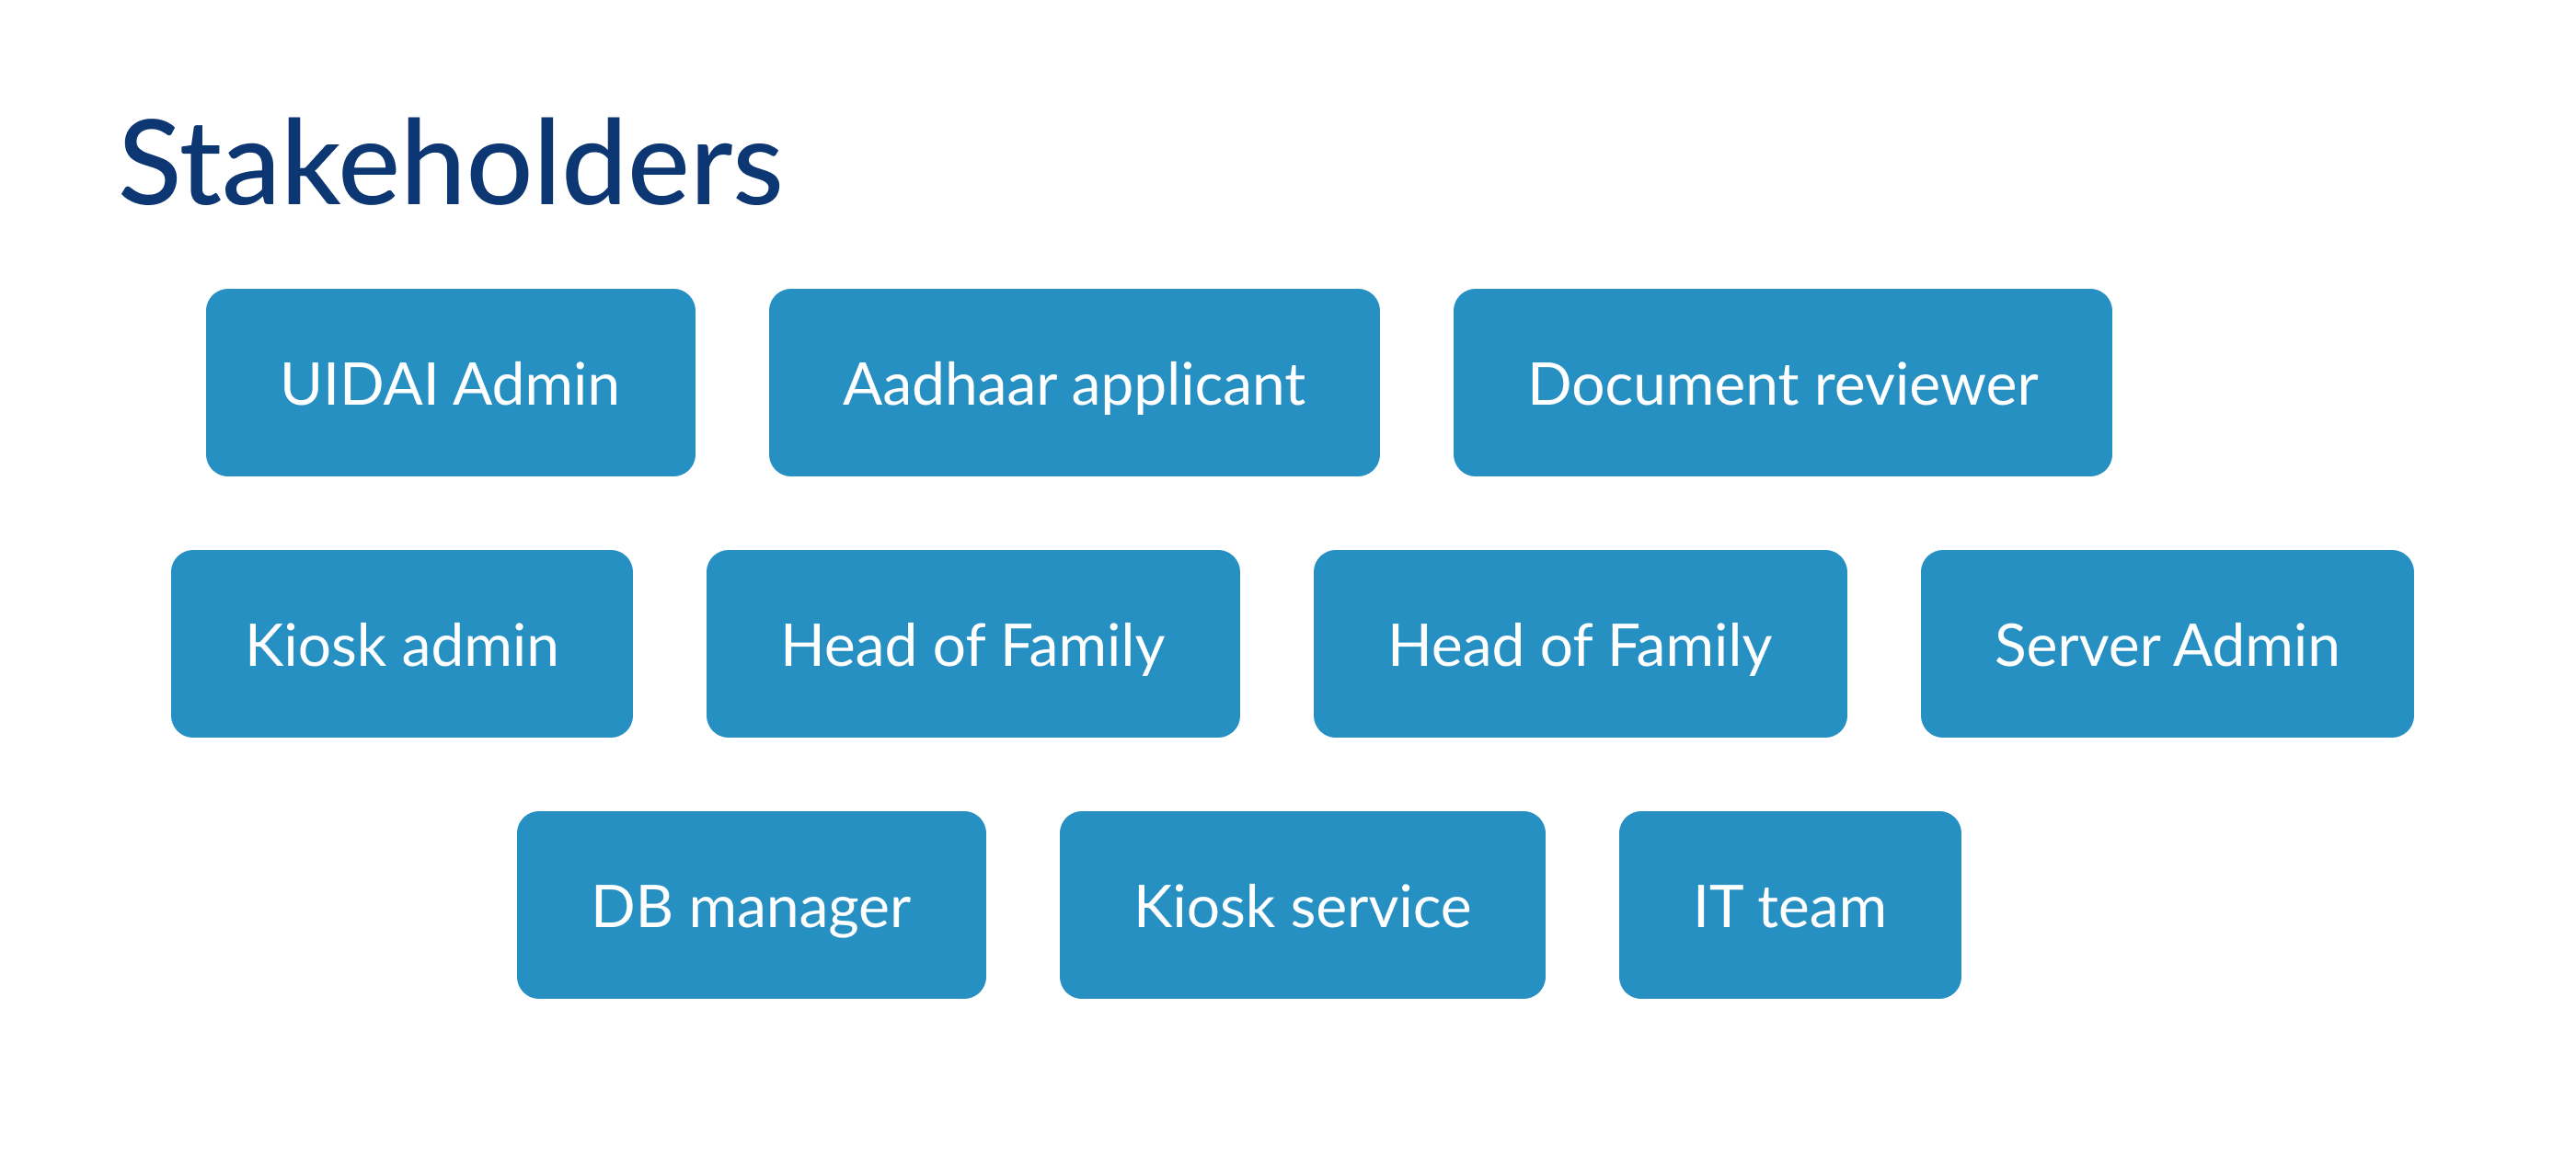 Stakeholders
UIDAI Admin
Aadhaar applicant
Document reviewer
Kiosk admin
Head of Family
Head of Family
Server Admin
DB manager
Kiosk service
IT team